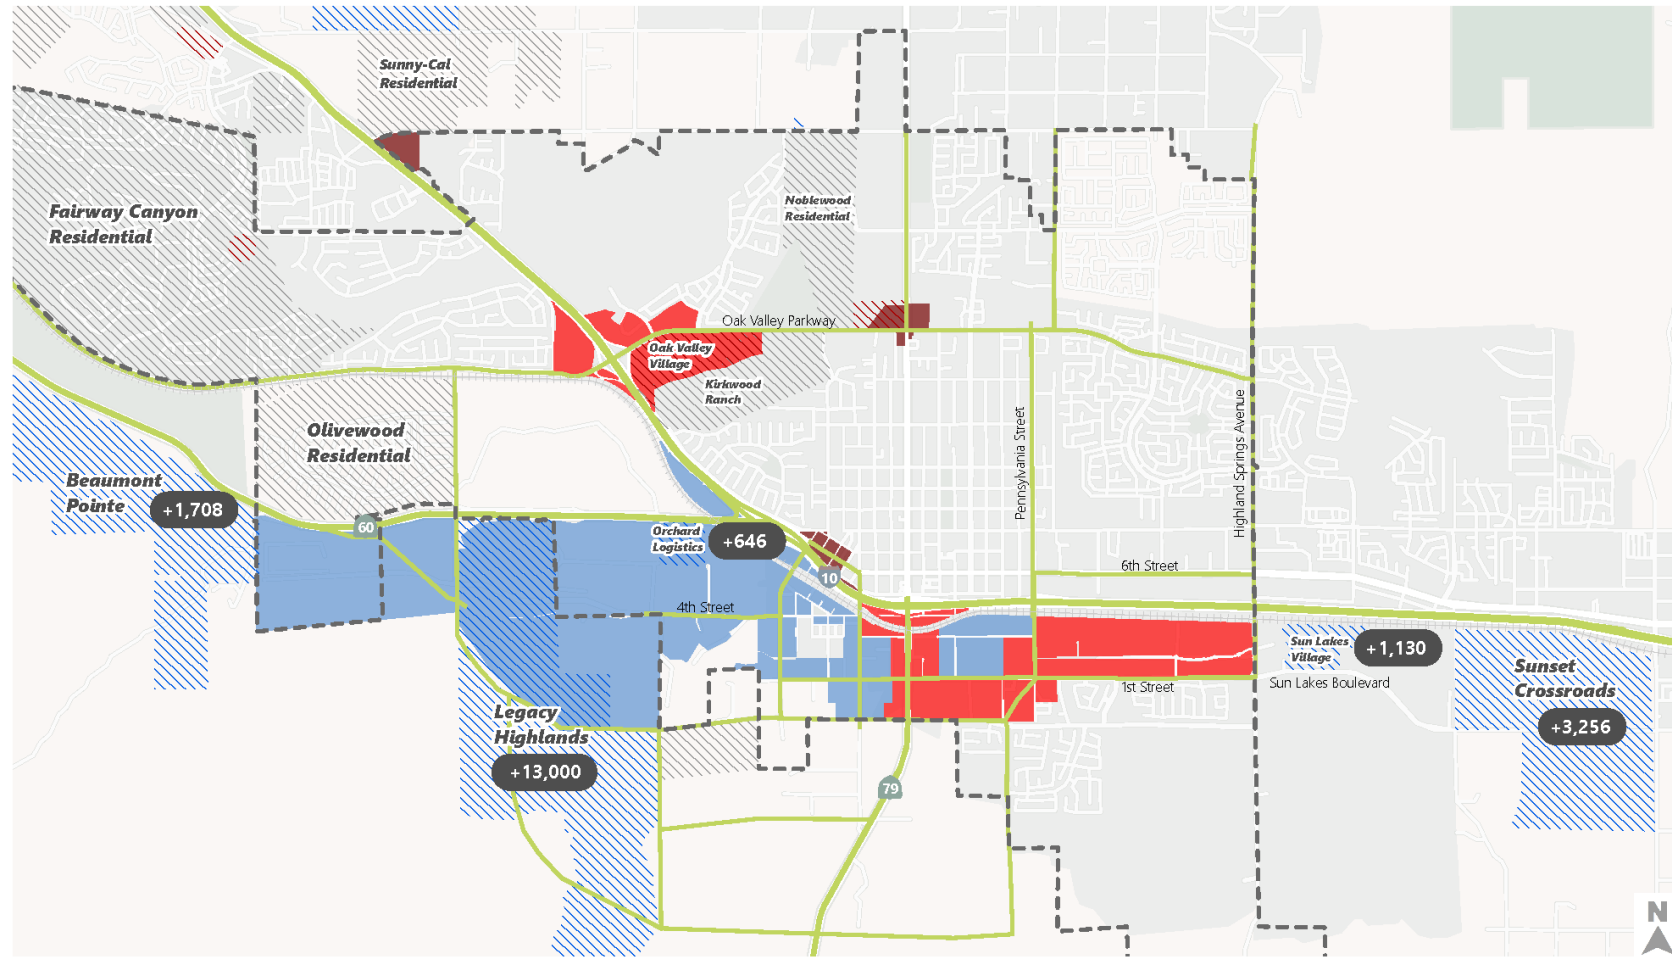 Sunny-Cal
Residential
Fairway Canyon
Residential
Noblewood
Residential
Oak Valley Parkway
Oak Valley
Village
Kirkwood
Ranch
Olivewood
Residential
Pennsylvania Street
Highland Springs Avenue
Beaumont
Pointe
+1,708
60
Orchard
Logistics
+646
10
6th Street
4th Street
Sun Lakes
Village
+1,130
1st Street
Sun Lakes Boulevard
Sunset
Crossroads
+3,256
Legacy
Highlands
+13,000
79
N